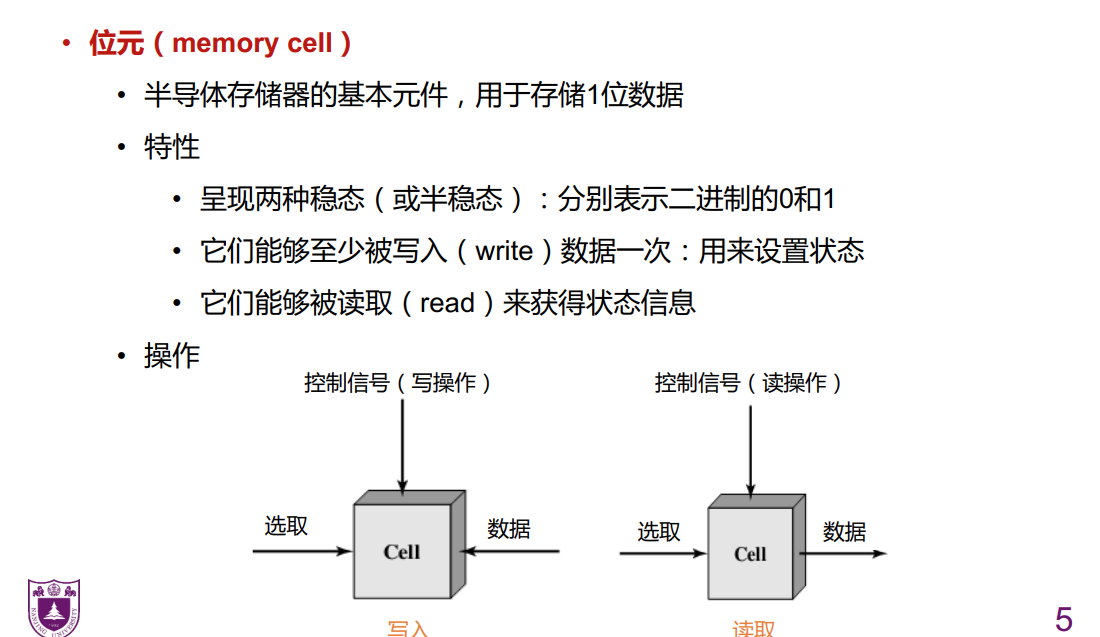 • 位元（memory cell）
• 半导体存储器的基本元件，用于存储1位数据
• 特性
• 呈现两种稳态（或半稳态）：分别表示二进制的0和1
• 它们能够至少被写入（write）数据一次：用来设置状态
• 它们能够被读取（read）来获得状态信息
• 操作
控制信号（写操作）
控制信号（读操作）
选取
Cell
数据
选取
Cell
数据
写入
读取
NANJING UNIVERSITY
5